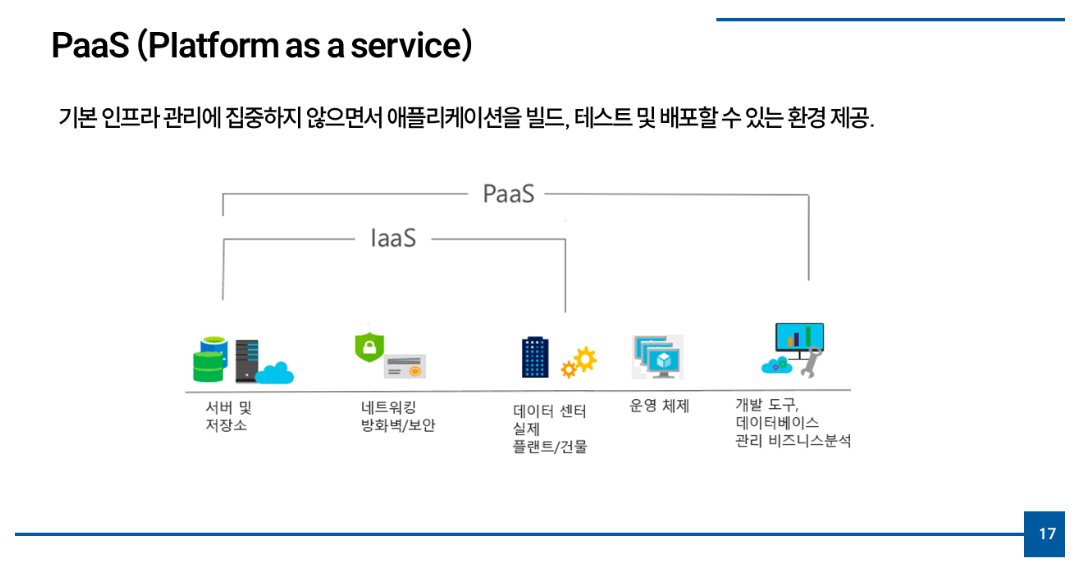 PaaS (Platform as a service)
기본 인프라 관리에 집중하지 않으면서 애플리케이션을 빌드, 테스트 및 배포할 수 있는 환경 제공.
PaaS
IaaS
서버 및
저장소
네트워킹
방화벽/보안
데이터 센터
실제
플랜트/건물
운영 체제
개발 도구,
데이터베이스
관리 비즈니스분석
17